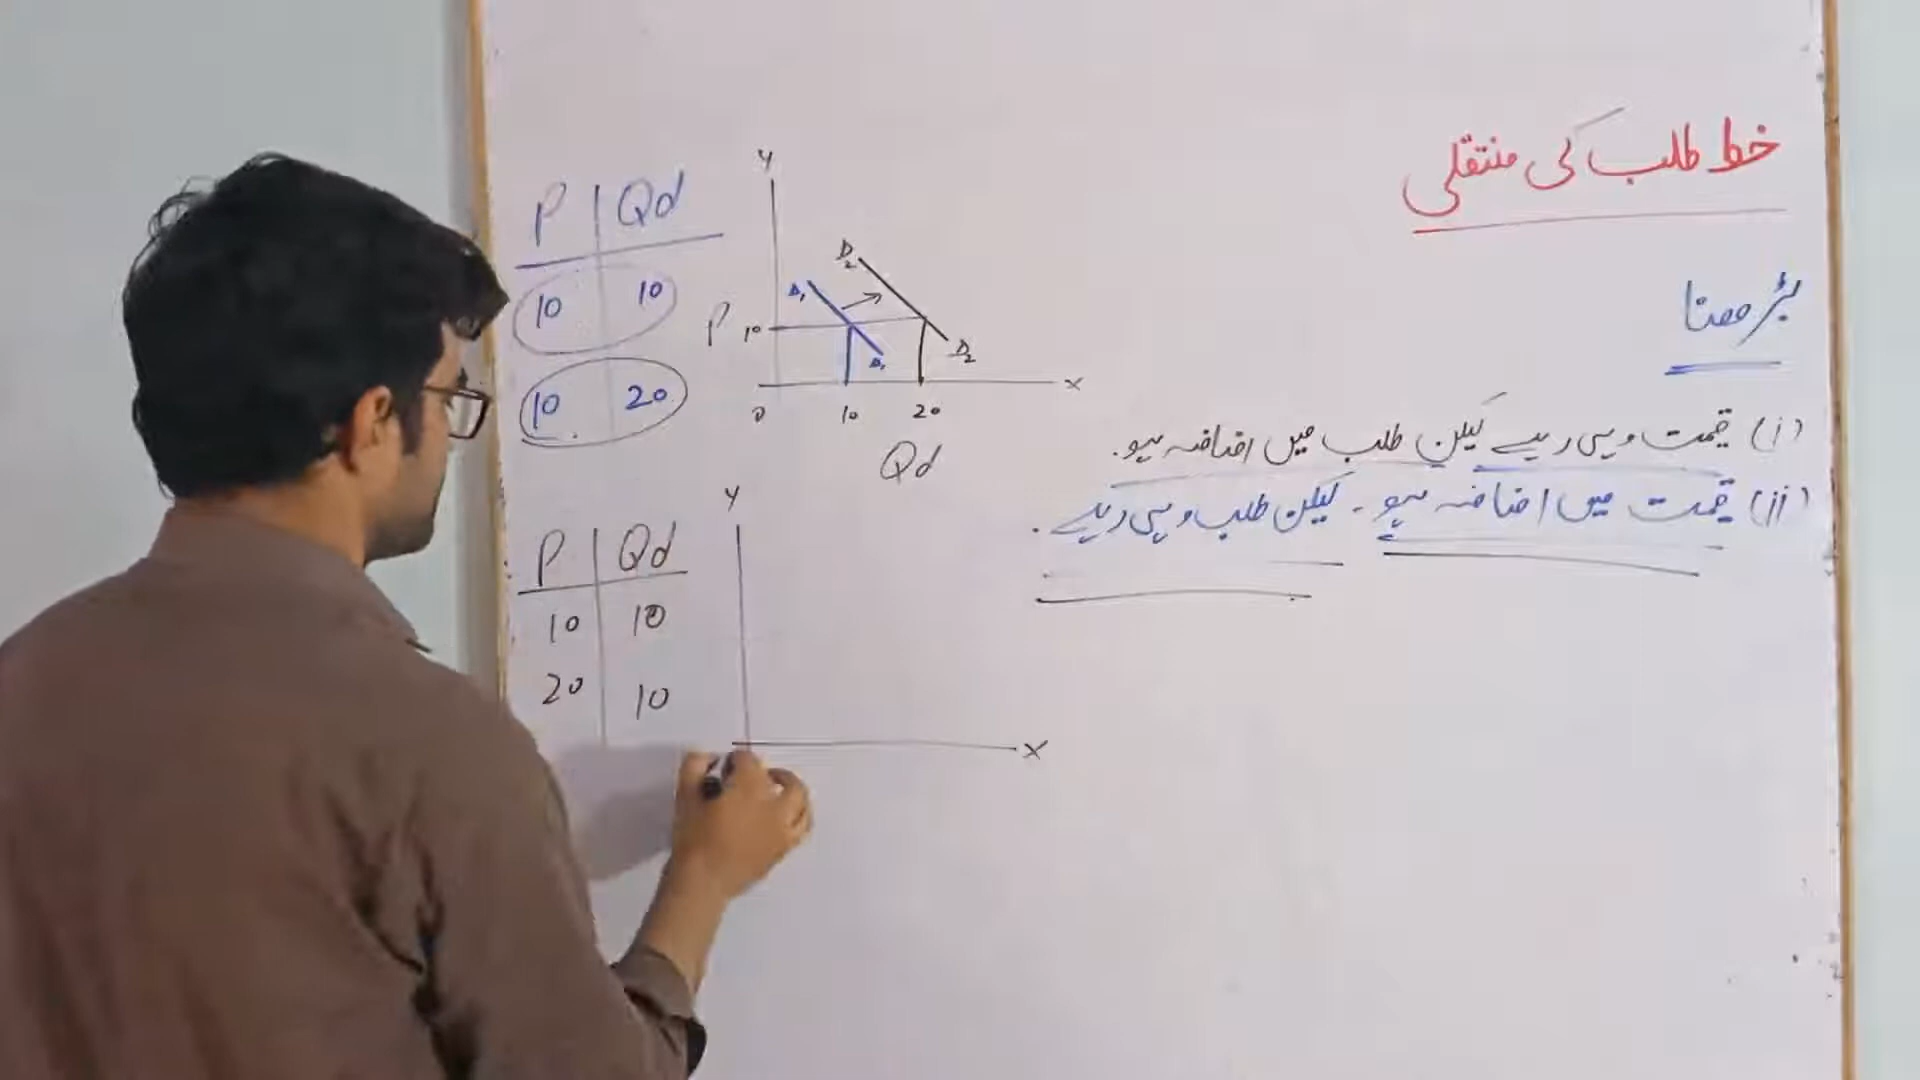 خط طلب کی منتقلی
بڑھنا
(i) قیمت وہی رہے لیکن طلب میں اضافہ ہو.
(ii) قیمت میں اضافہ ہو - لیکن طلب وہی رہے .
P Qd
10 10
10 20
y
D2
D1
P 10
D1
D2
x
0 10 20
Qd
P Qd
10 10
20 10
y
x